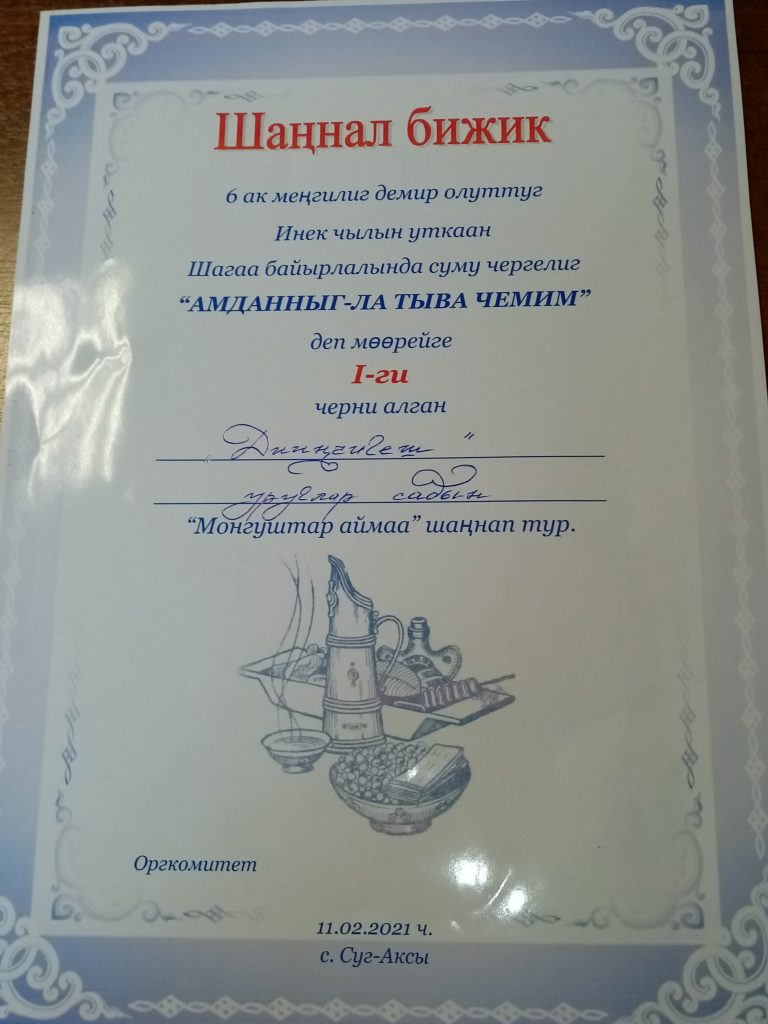 Шаңнал бижик
6 ак меңгилиг демир олуттуг
Инек чылын уткаан
Шагаа байырлалында суму чергелиг
“АМДАННЫГ-ЛА ТЫВА ЧЕМИМ”
деп мөөрейге
I-ги
черни алган
„Дииңейгеш“
уруглар садын
“Монгуштар аймаа” шаңнап тур.
Оргкомитет
11.02.2021 ч.
с. Суг-Аксы